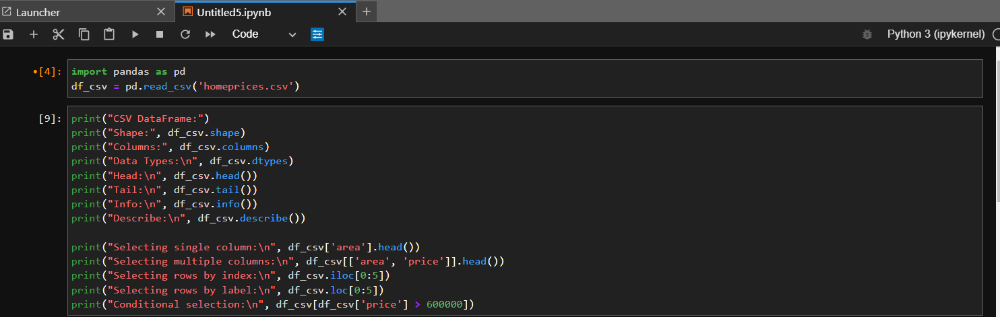 Launcher
Untitled5.ipynb
Code
Python 3 (ipykernel)
[4]:
import pandas as pd
df_csv = pd.read_csv('homeprices.csv')
[9]:
print("CSV DataFrame:")
print("Shape:", df_csv.shape)
print("Columns:", df_csv.columns)
print("Data Types:\n", df_csv.dtypes)
print("Head:\n", df_csv.head())
print("Tail:\n", df_csv.tail())
print("Info:\n", df_csv.info())
print("Describe:\n", df_csv.describe())
print("Selecting single column:\n", df_csv['area'].head())
print("Selecting multiple columns:\n", df_csv[['area', 'price']].head())
print("Selecting rows by index:\n", df_csv.iloc[0:5])
print("Selecting rows by label:\n", df_csv.loc[0:5])
print("Conditional selection:\n", df_csv[df_csv['price'] > 600000])